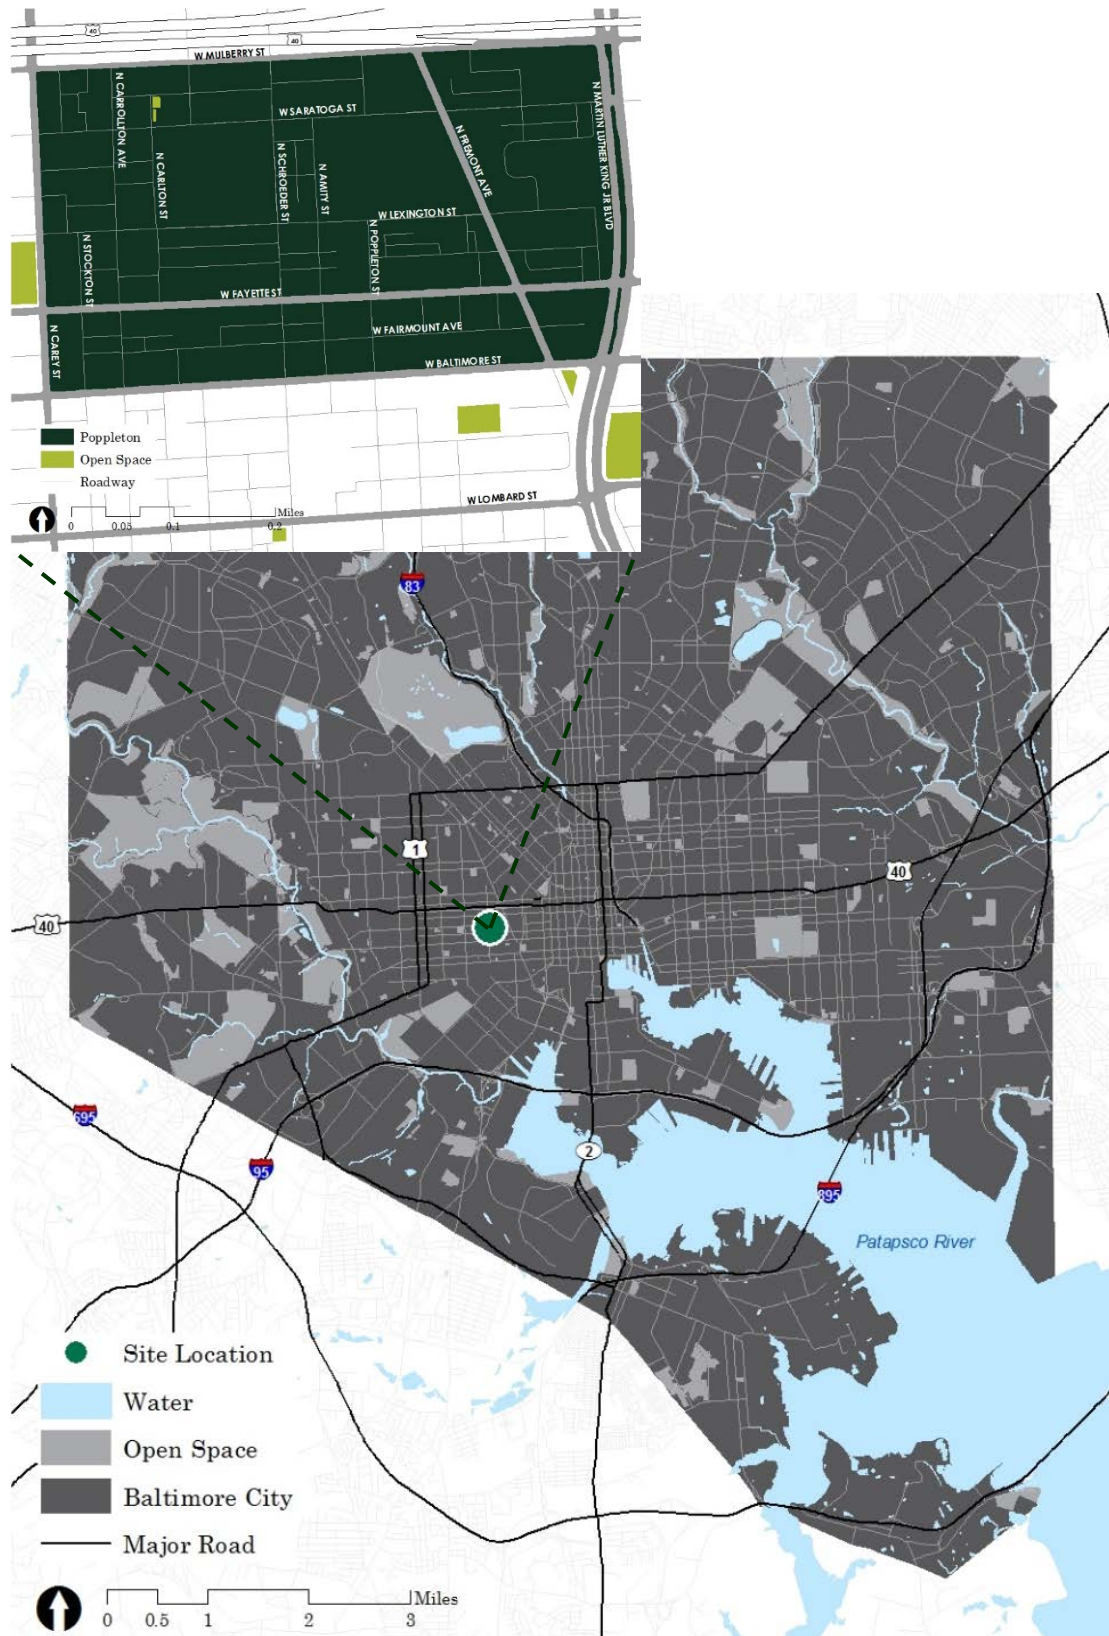 40
40
W MULBERRY ST
N CARROLLTON AVE
W SARATOGA ST
N MARTIN LUTHER KING JR BLVD
N FREMONT AVE
N CARLTON ST
N SCHROEDER ST
N AMITY ST
W LEXINGTON ST
N POPPLETON ST
N STOCKTON ST
W FAYETTE ST
W FAIRMOUNT AVE
N CAREY ST
W BALTIMORE ST
Poppleton
Open Space
Roadway
W LOMBARD ST
Miles
0 0.05 0.1 0.2
83
1
40
40
695
95
2
895
Patapsco River
Site Location
Water
Open Space
Baltimore City
Major Road
Miles
0 0.5 1 2 3